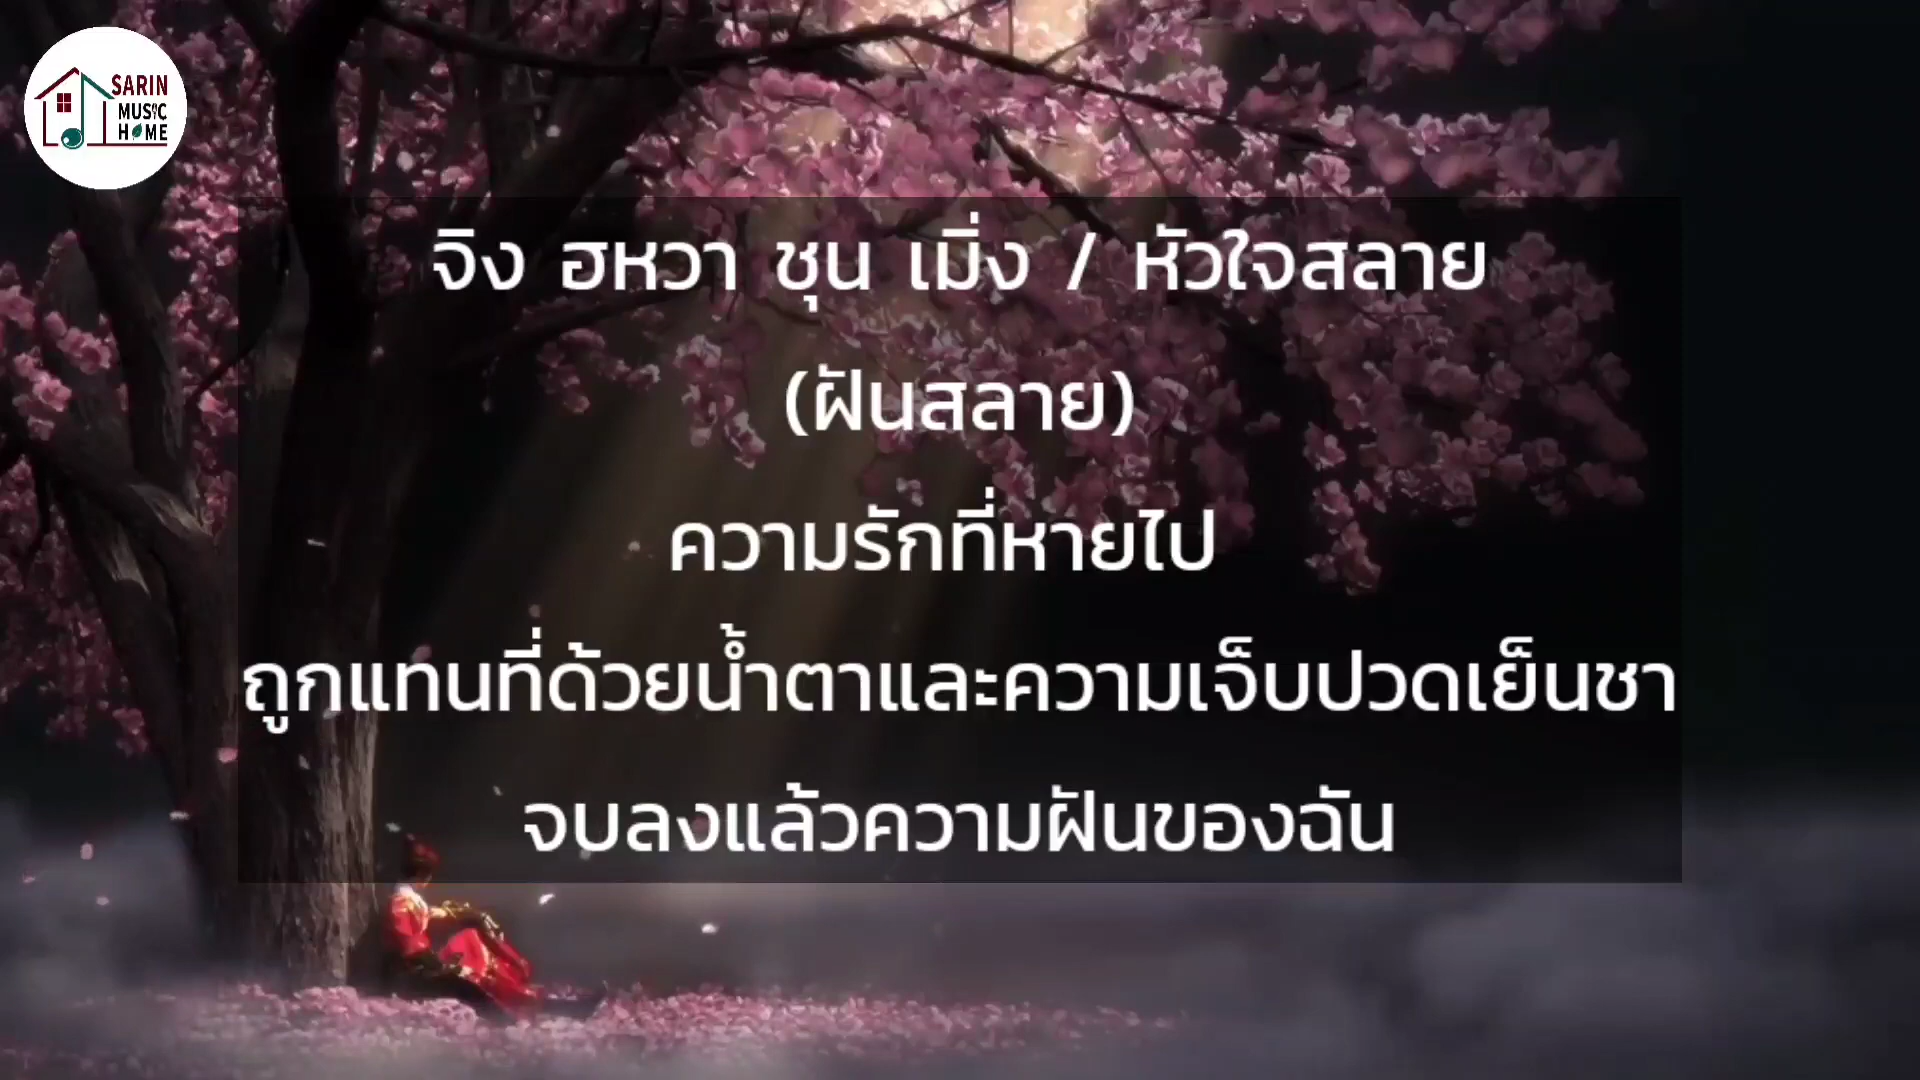 SARIN
MUSIC
HOME
จิง ฮหวา ชุน เมิ่ง / หัวใจสลาย
(ฝันสลาย)
ความรักที่หายไป
ถูกแทนที่ด้วยน้ำตาและความเจ็บปวดเย็นชา
จบลงแล้วความฝันของฉัน